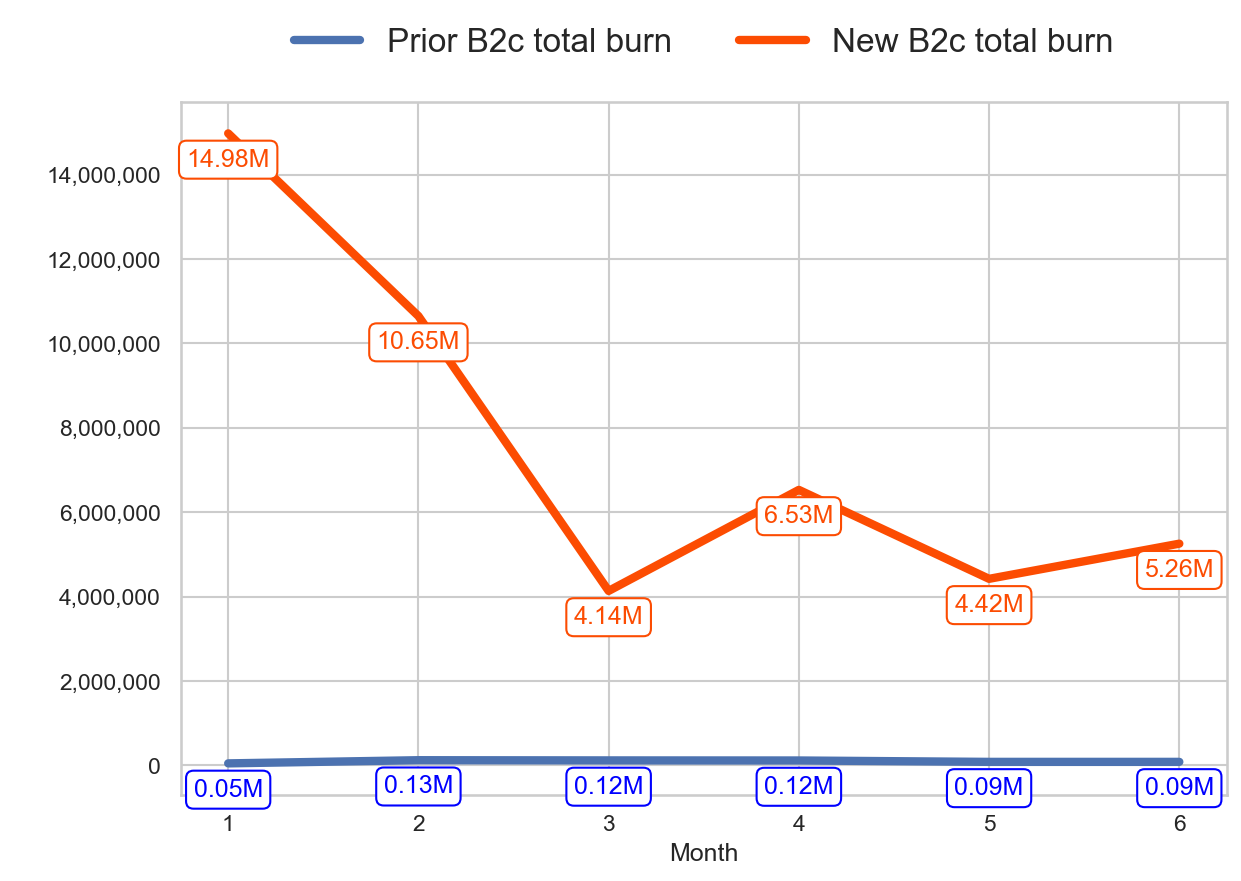 Prior B2c total burn New B2c total burn
14.98M
14,000,000
12,000,000
10.65M
10,000,000
8,000,000
6.53M
6,000,000
5.26M
4.42M
4,000,000
4.14M
2,000,000
0
0.05M 0.13M 0.12M 0.12M 0.09M 0.09M
1 2 3 4 5 6
Month